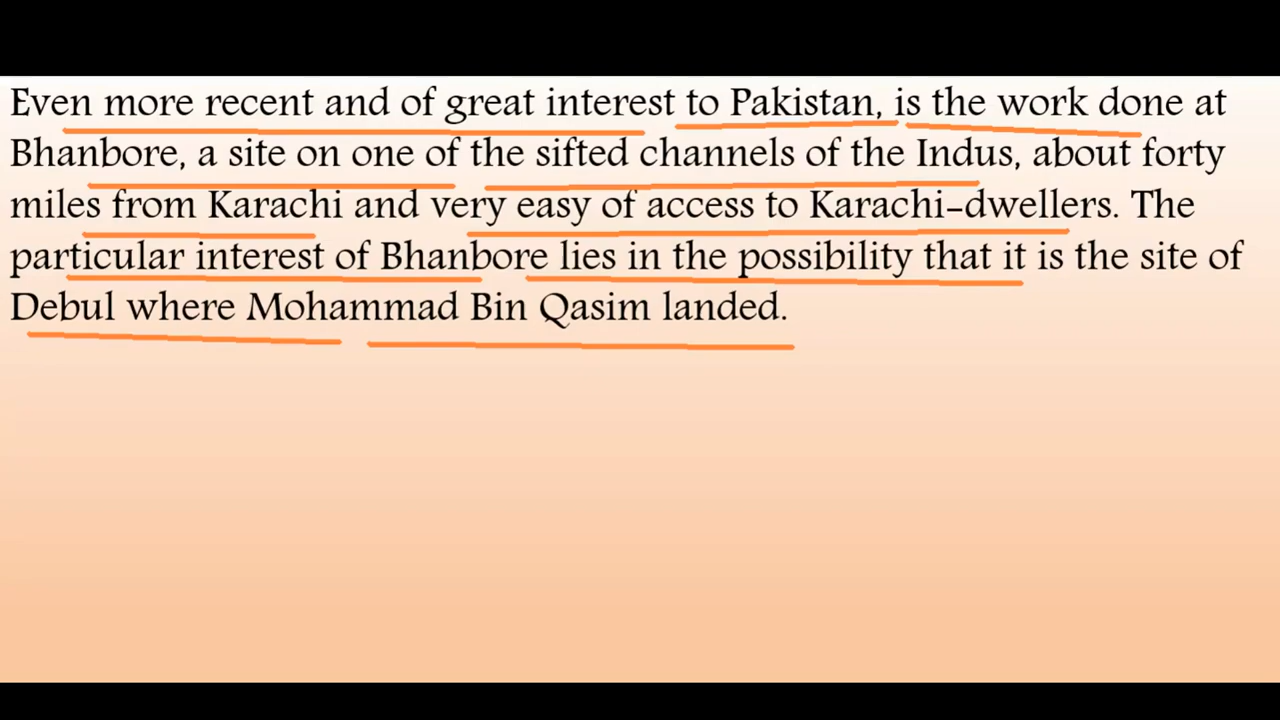 Even more recent and of great interest to Pakistan, is the work done at
Bhanbore, a site on one of the sifted channels of the Indus, about forty
miles from Karachi and very easy of access to Karachi-dwellers. The
particular interest of Bhanbore lies in the possibility that it is the site of
Debul where Mohammad Bin Qasim landed.